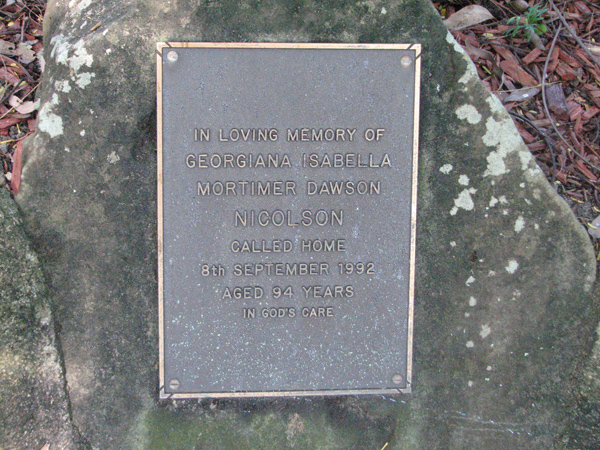 IN LOVING MEMORY OF
GEORGIANA ISABELLA
MORTIMER DAWSON
NICOLSON
CALLED HOME
8th SEPTEMBER 1992
AGED 94 YEARS
IN GOD'S CARE